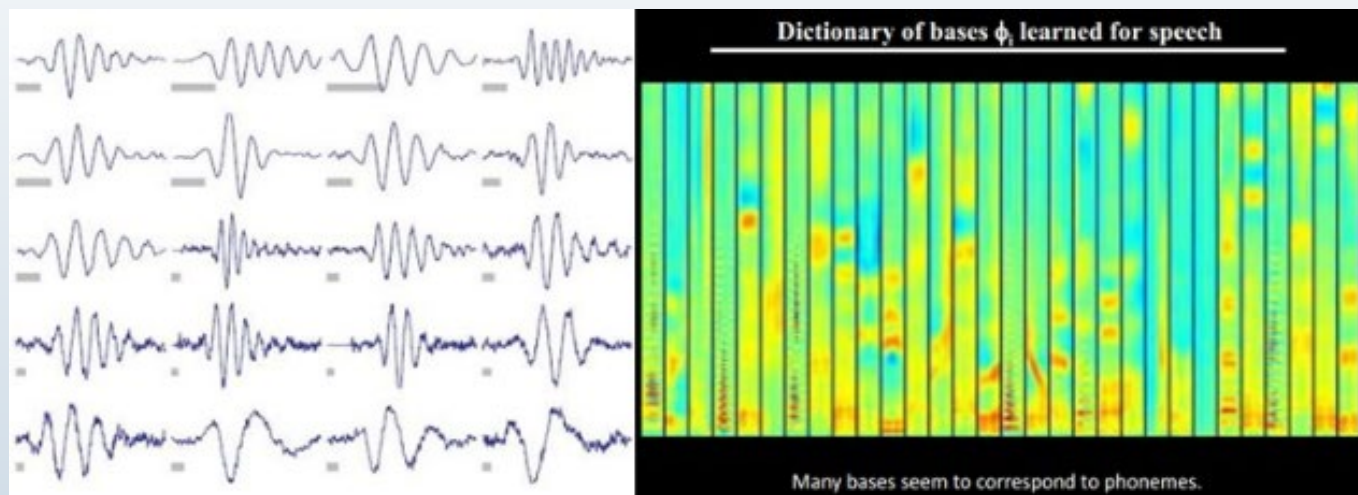 Dictionary of bases ϕᵢ learned for speech
Many bases seem to correspond to phonemes.